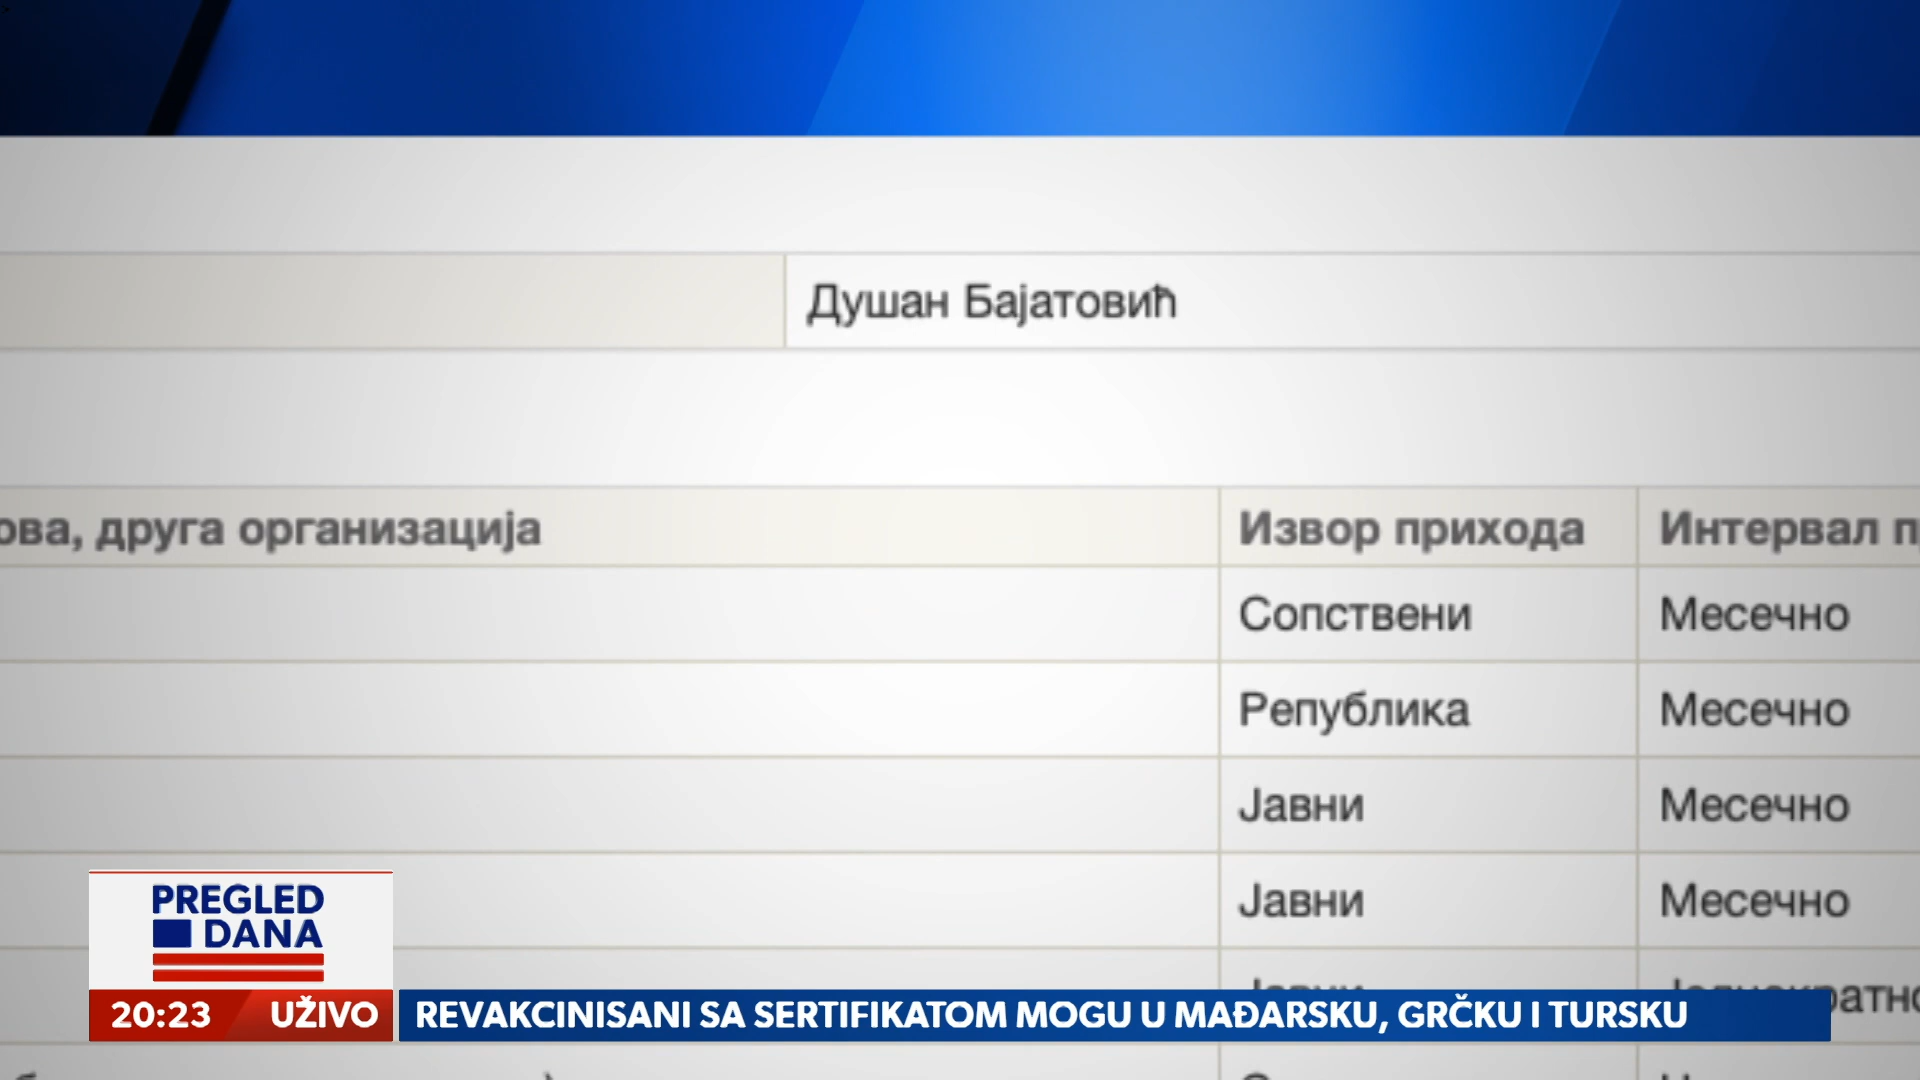 Душан Бајатовић
ова, друга организација Извор прихода Интервал п
Сопствени Месечно
Република Месечно
Јавни Месечно
Јавни Месечно
PREGLED
DANA
20:23 UŽIVO REVAKCINISANI SA SERTIFIKATOM MOGU U MAĐARSKU, GRČKU I TURSKU